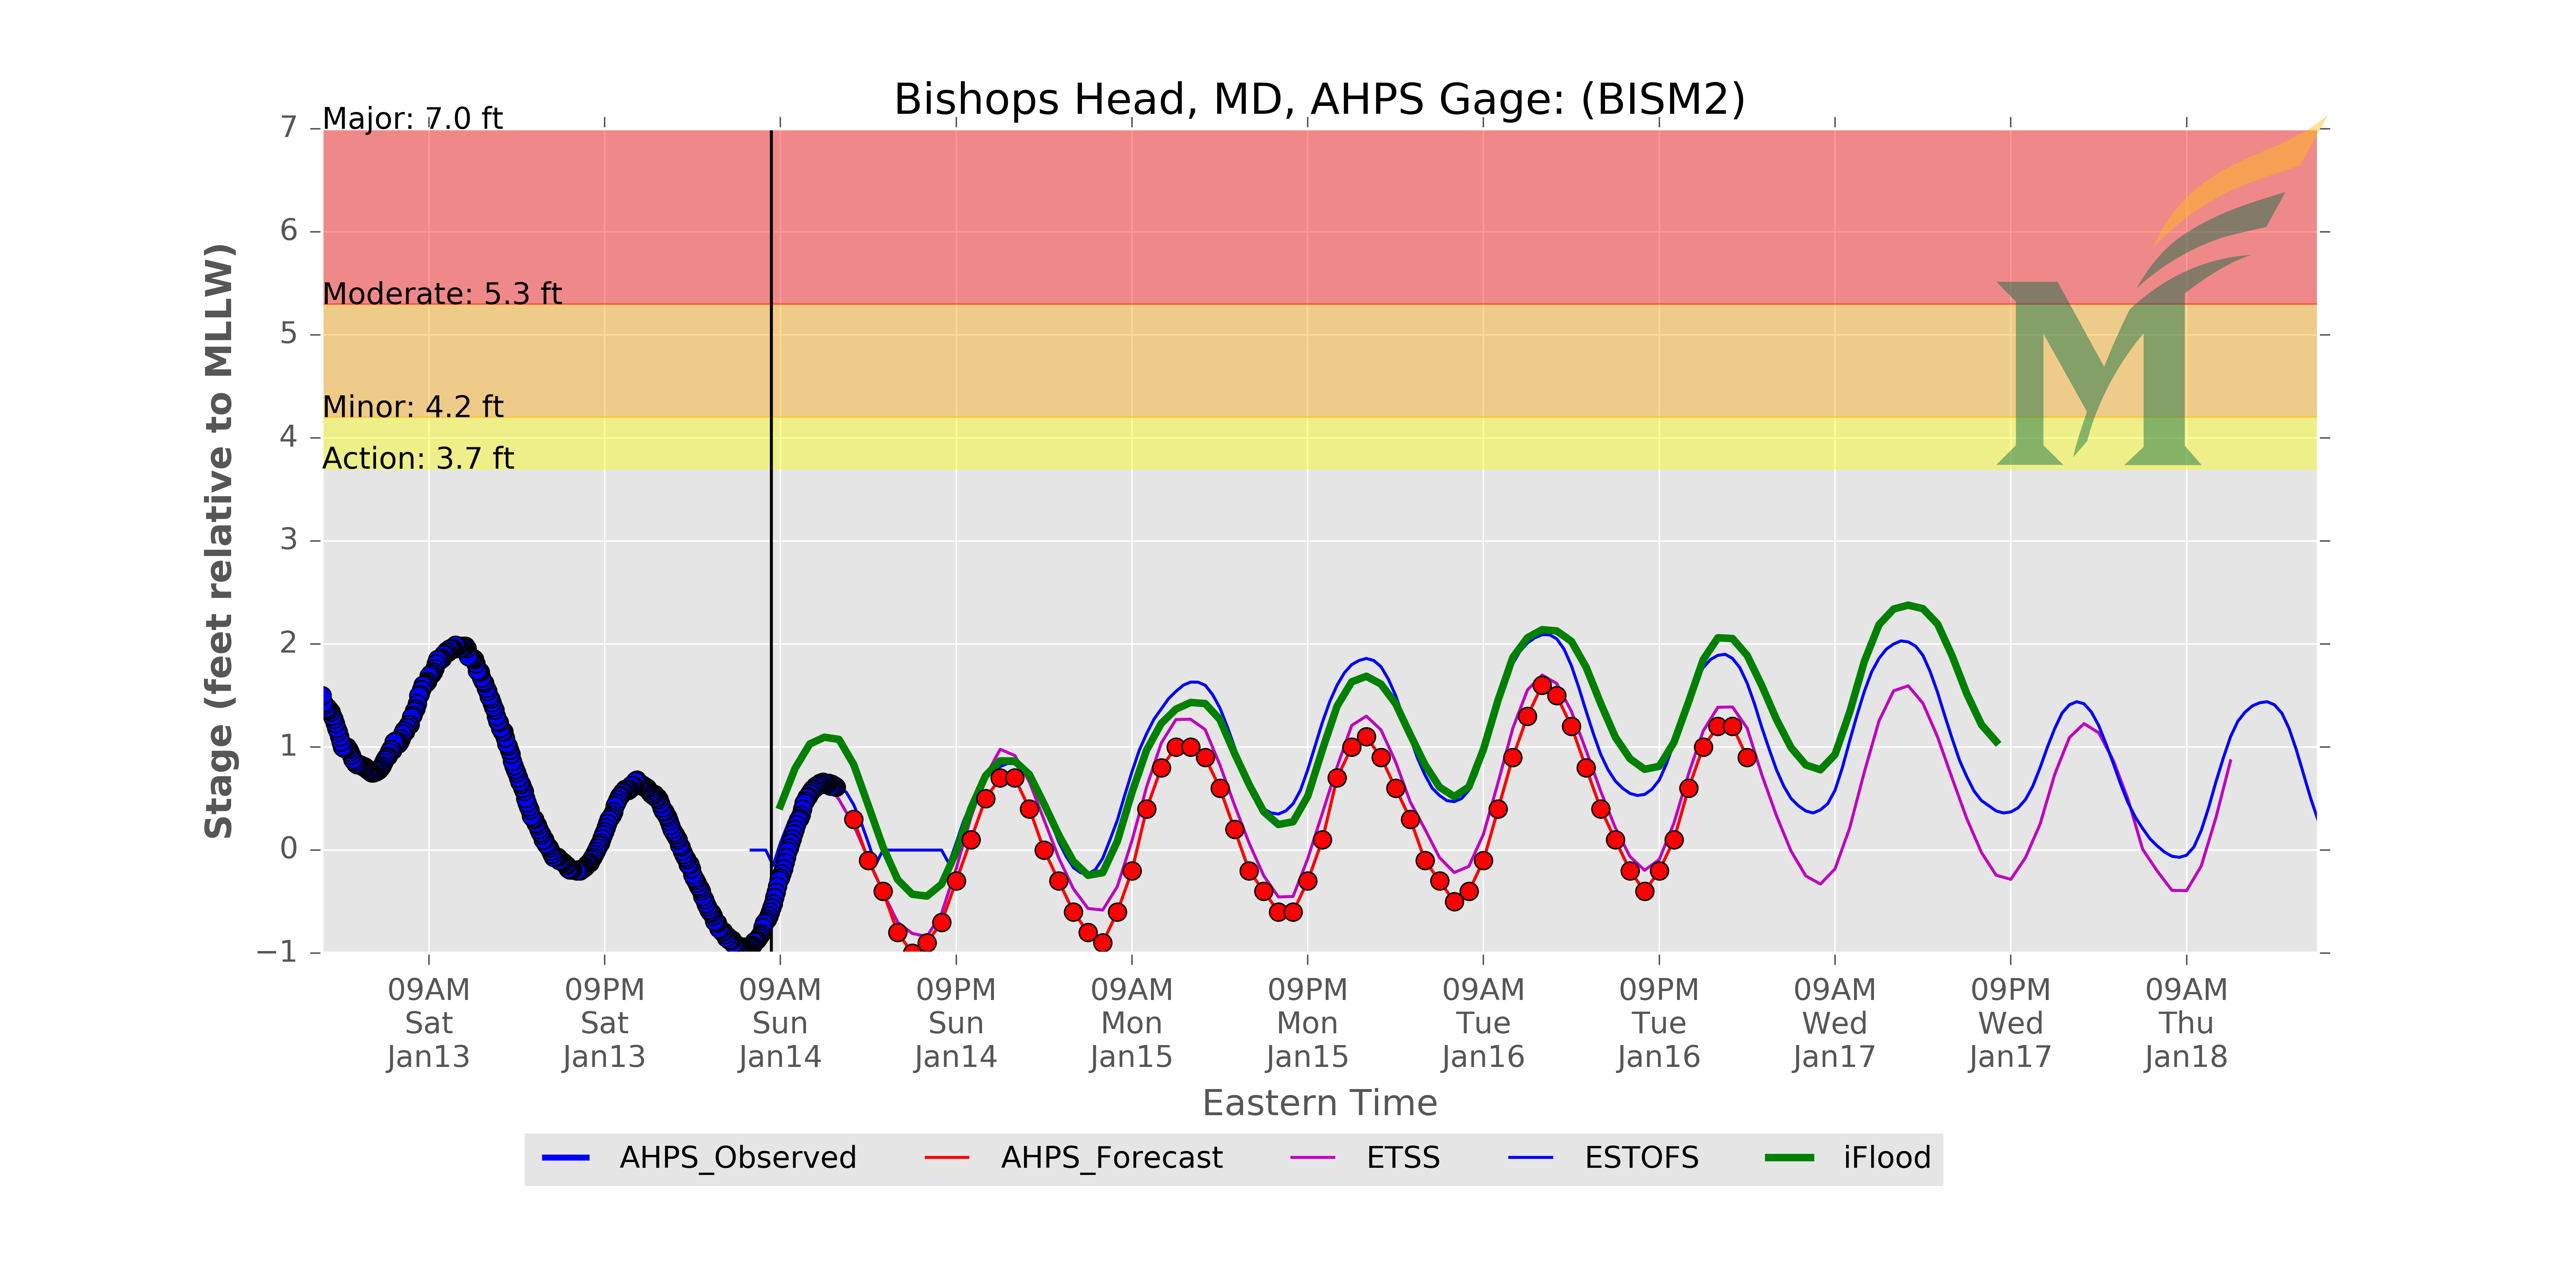 Bishops Head, MD, AHPS Gage: (BISM2)
Major: 7.0 ft
Moderate: 5.3 ft
Minor: 4.2 ft
Action: 3.7 ft
Stage (feet relative to MLLW)
7
6
5
4
3
2
1
0
−1
09AM 09PM 09AM 09PM 09AM 09PM 09AM 09PM 09AM 09PM 09AM
Sat Sat Sun Sun Mon Mon Tue Tue Wed Wed Thu
Jan13 Jan13 Jan14 Jan14 Jan15 Jan15 Jan16 Jan16 Jan17 Jan17 Jan18
Eastern Time
AHPS_Observed AHPS_Forecast ETSS ESTOFS iFlood
M